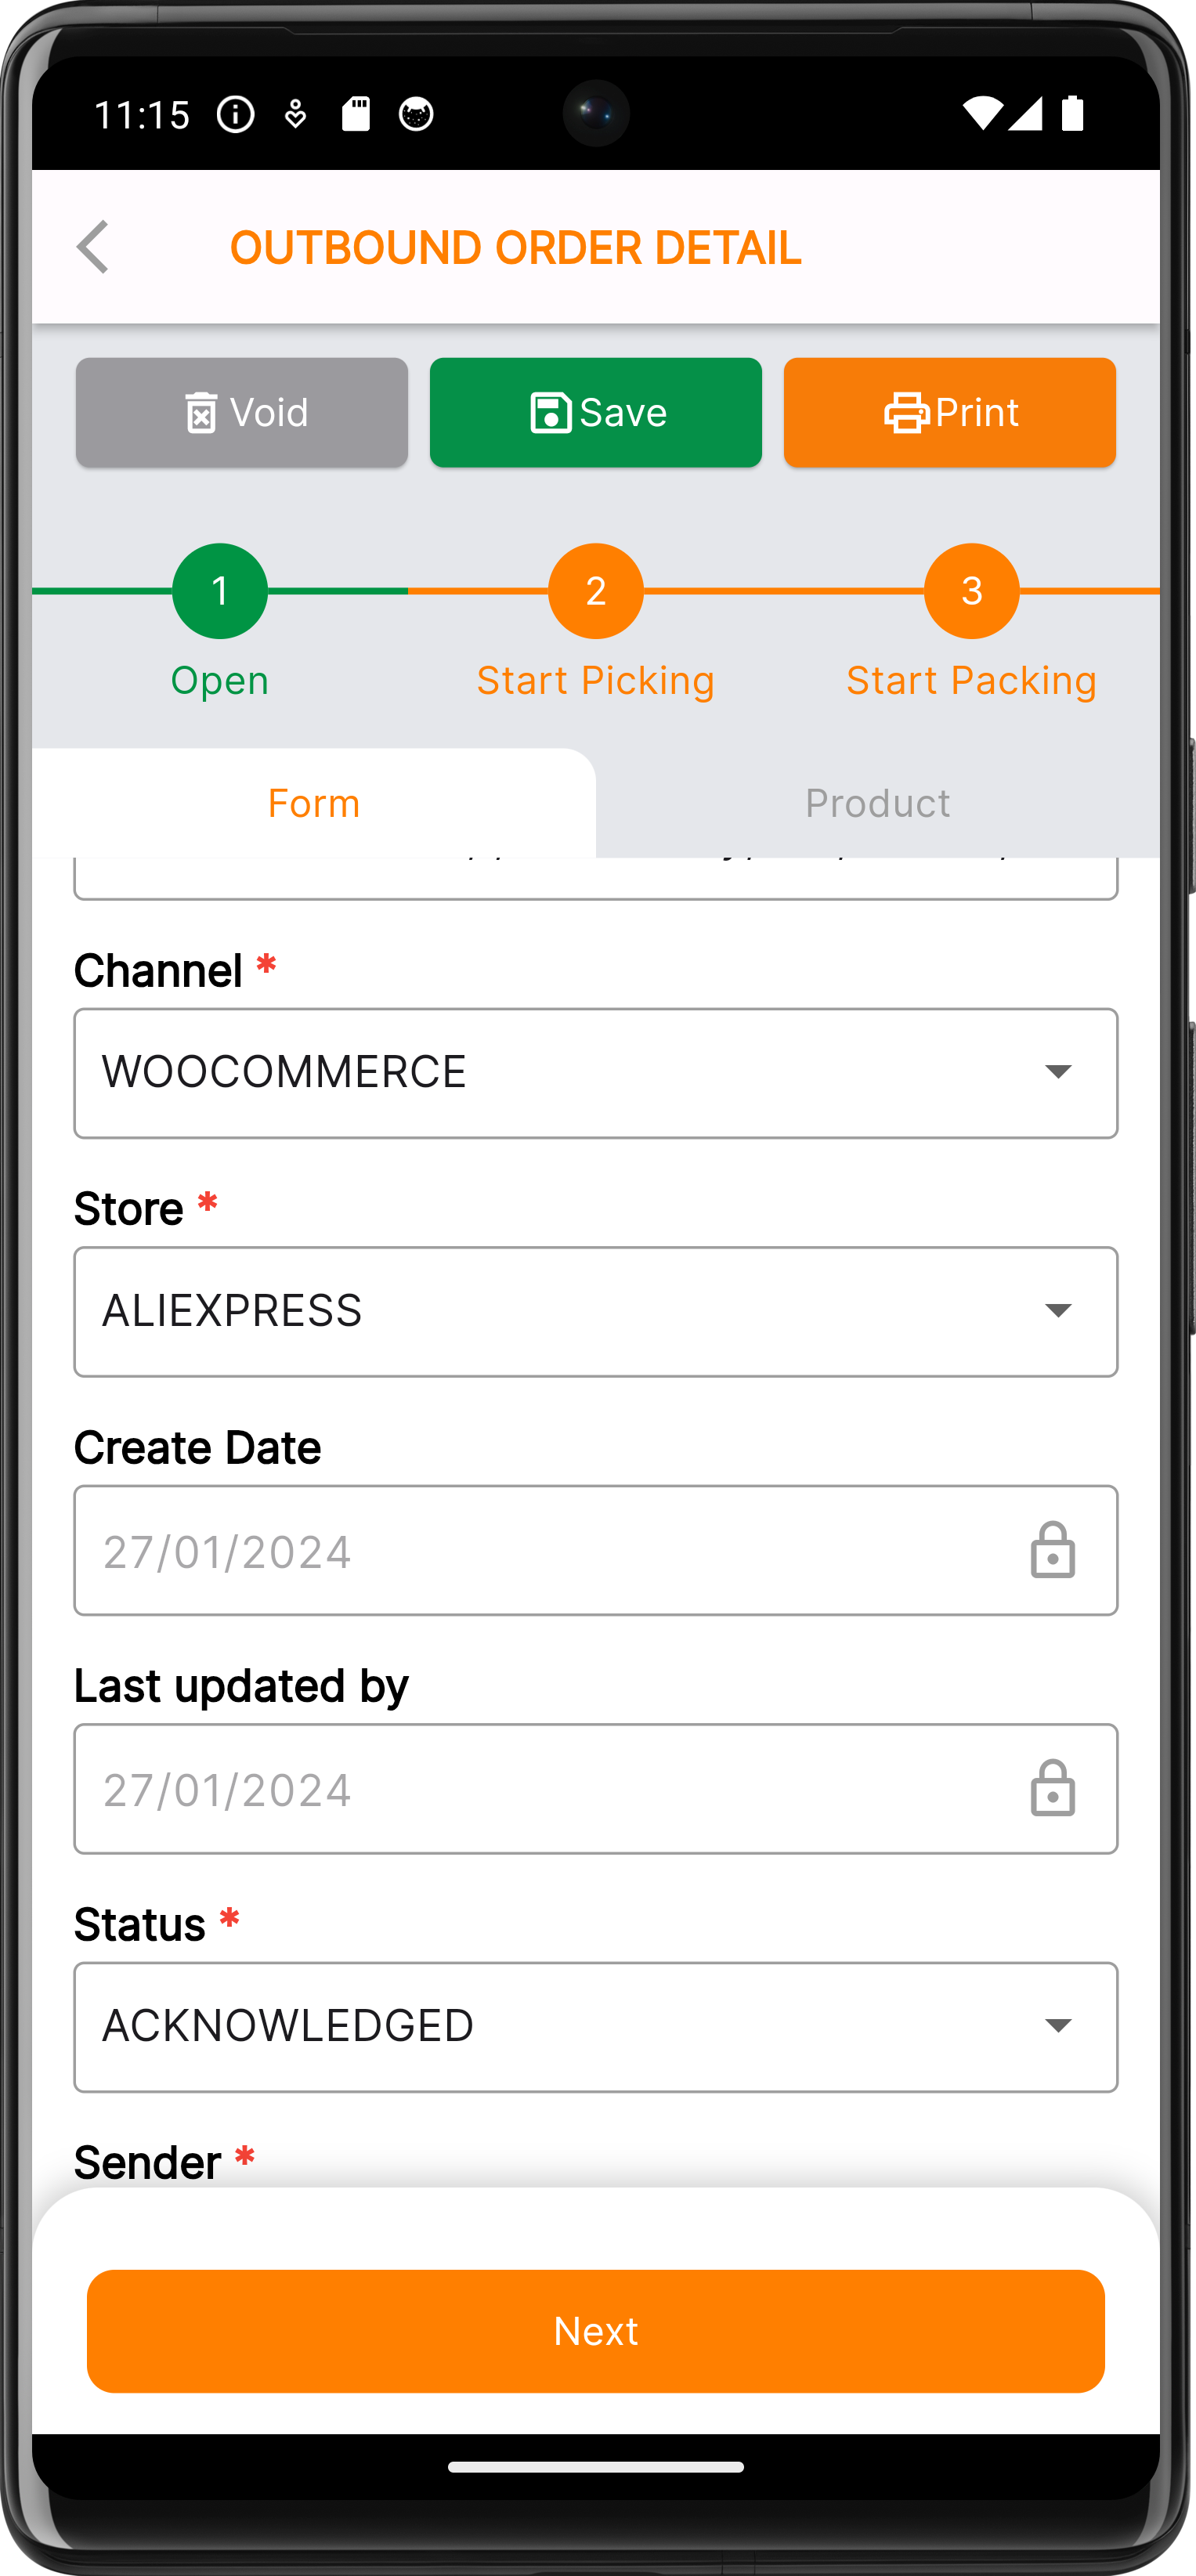 11:15
OUTBOUND ORDER DETAIL
Void Save Print
1 2 3
Open Start Picking Start Packing
Form Product
Channel *
WOOCOMMERCE
Store *
ALIEXPRESS
Create Date
27/01/2024
Last updated by
27/01/2024
Status *
ACKNOWLEDGED
Sender *
Next